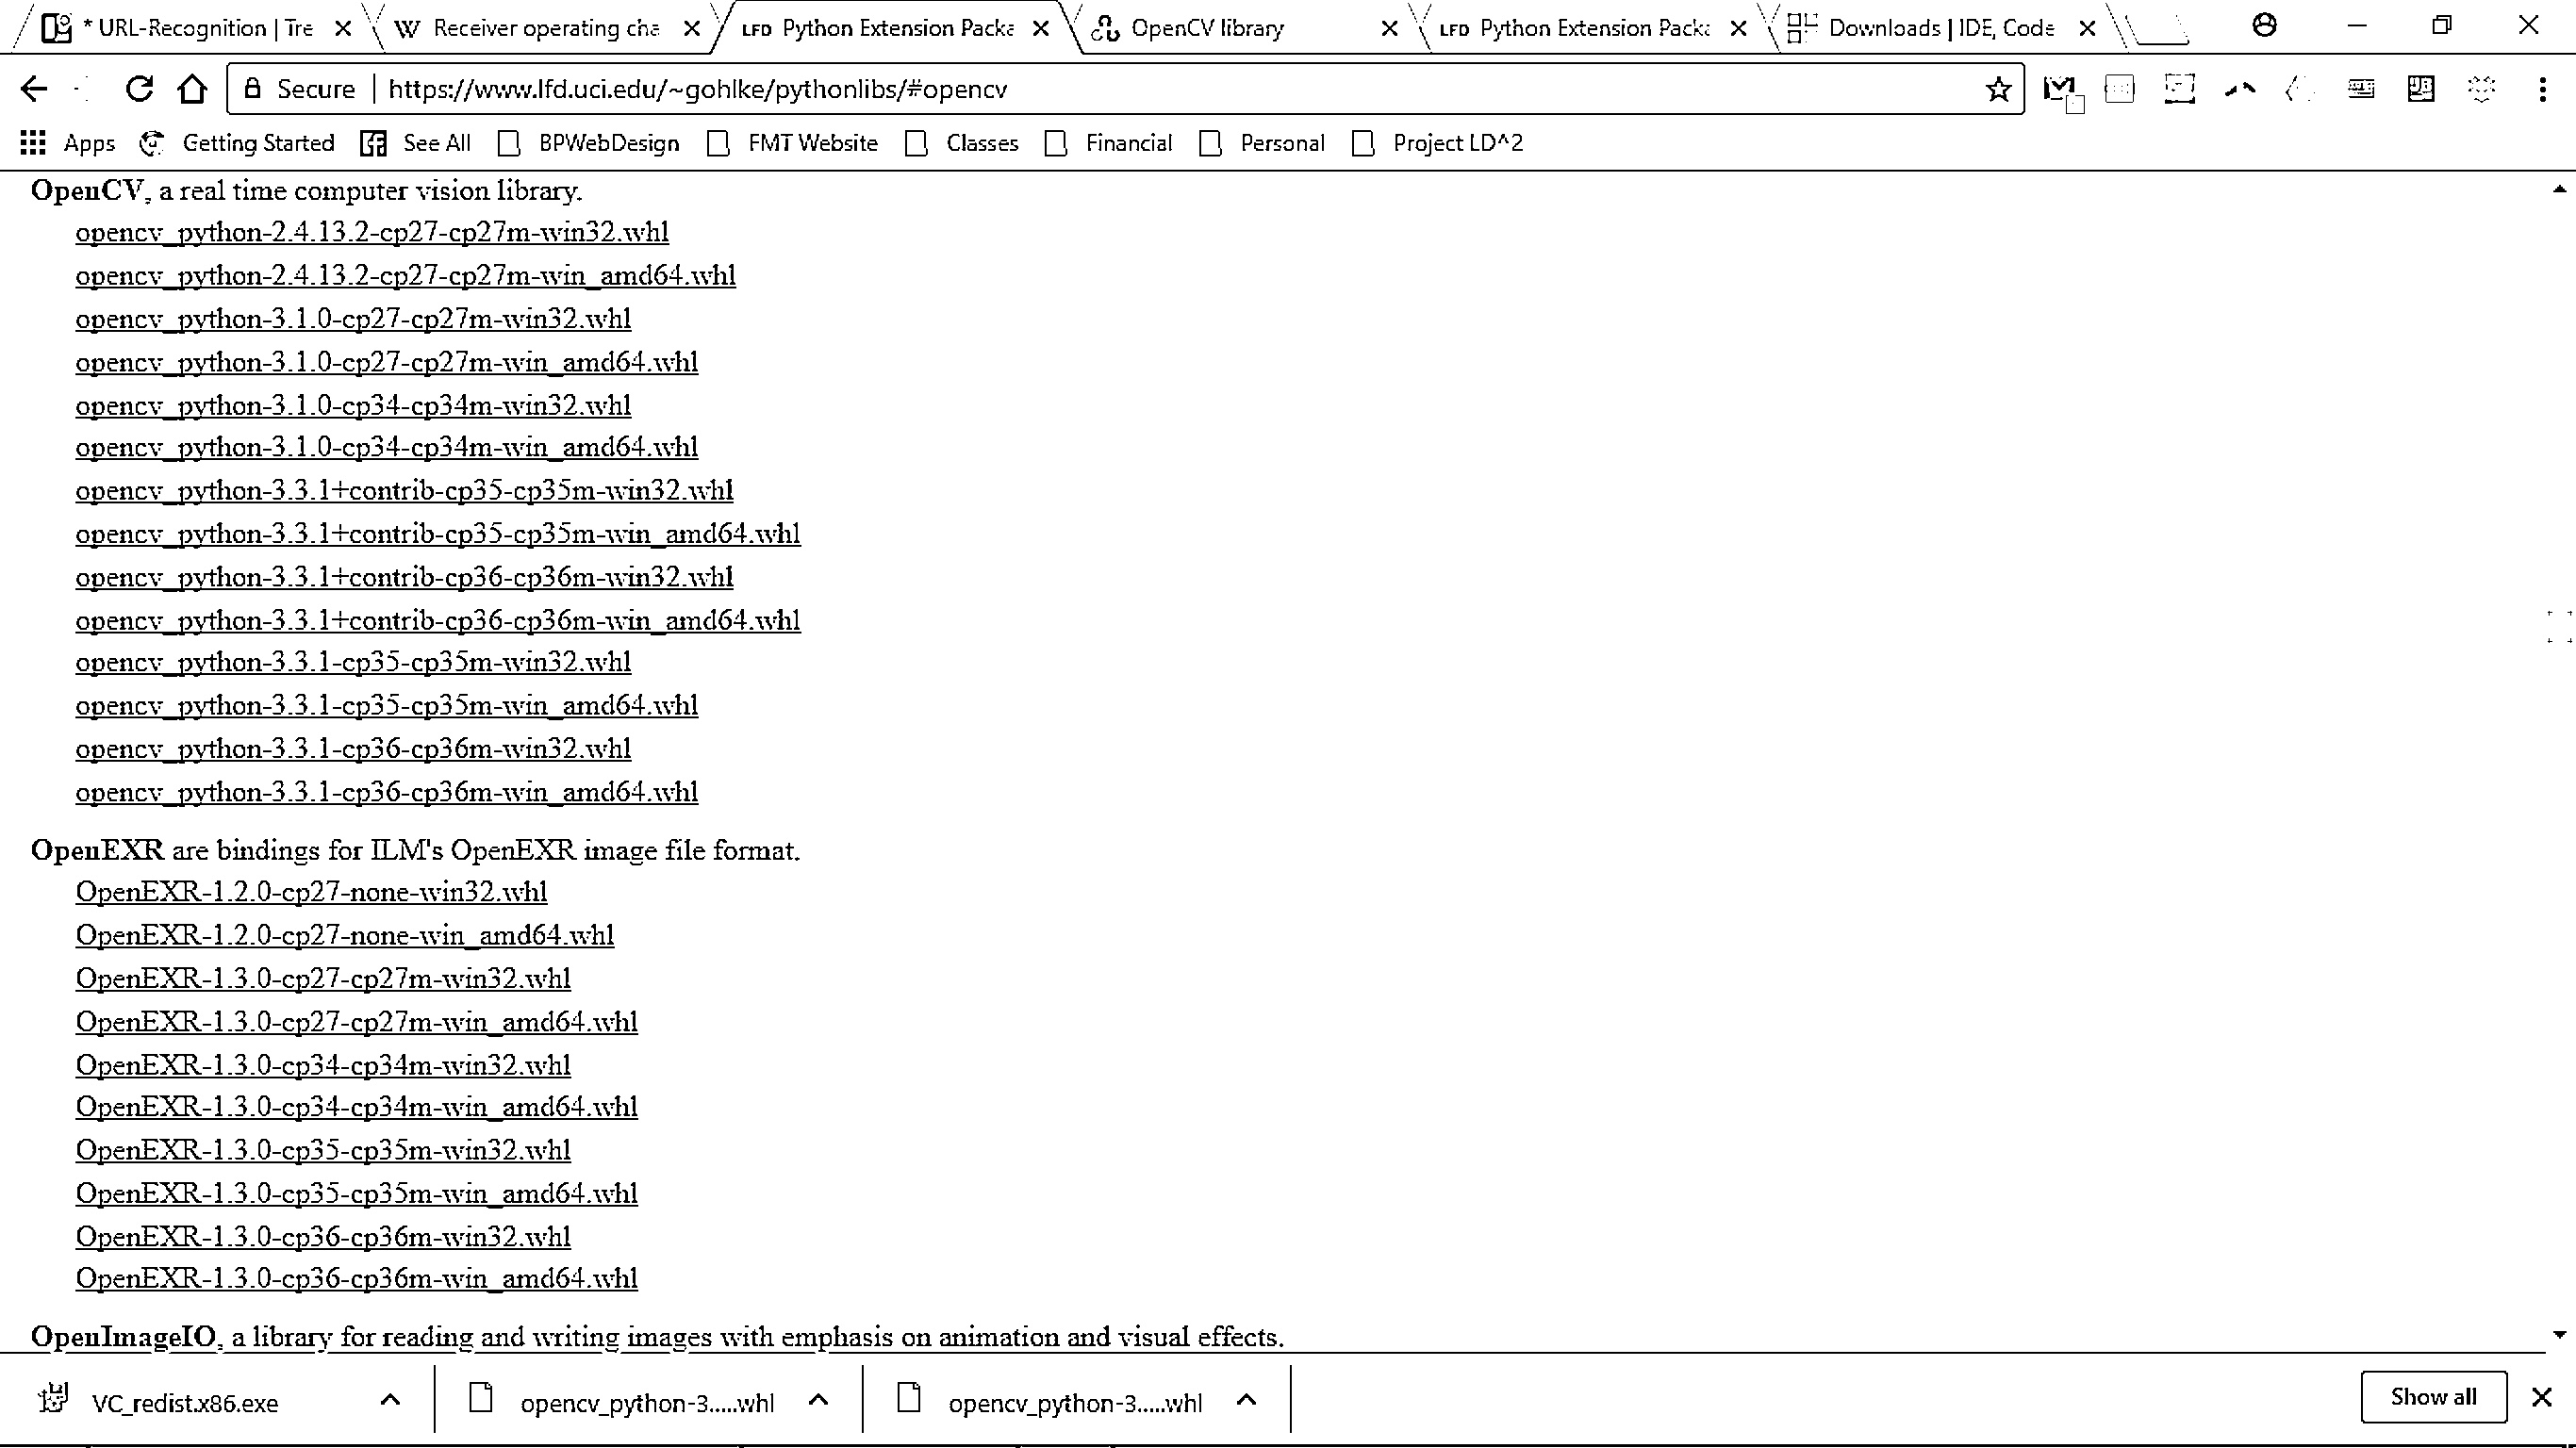 * URL-Recognition | Tre
W Receiver operating cha
LFD Python Extension Packa
OpenCV library
LFD Python Extension Packa
Downloads | IDE, Code
Secure | https://www.lfd.uci.edu/~gohlke/pythonlibs/#opencv
Apps Getting Started See All BPWebDesign FMT Website Classes Financial Personal Project LD^2
OpenCV, a real time computer vision library.
opencv_python-2.4.13.2-cp27-cp27m-win32.whl
opencv_python-2.4.13.2-cp27-cp27m-win_amd64.whl
opencv_python-3.1.0-cp27-cp27m-win32.whl
opencv_python-3.1.0-cp27-cp27m-win_amd64.whl
opencv_python-3.1.0-cp34-cp34m-win32.whl
opencv_python-3.1.0-cp34-cp34m-win_amd64.whl
opencv_python-3.3.1+contrib-cp35-cp35m-win32.whl
opencv_python-3.3.1+contrib-cp35-cp35m-win_amd64.whl
opencv_python-3.3.1+contrib-cp36-cp36m-win32.whl
opencv_python-3.3.1+contrib-cp36-cp36m-win_amd64.whl
opencv_python-3.3.1-cp35-cp35m-win32.whl
opencv_python-3.3.1-cp35-cp35m-win_amd64.whl
opencv_python-3.3.1-cp36-cp36m-win32.whl
opencv_python-3.3.1-cp36-cp36m-win_amd64.whl
OpenEXR are bindings for ILM's OpenEXR image file format.
OpenEXR-1.2.0-cp27-none-win32.whl
OpenEXR-1.2.0-cp27-none-win_amd64.whl
OpenEXR-1.3.0-cp27-cp27m-win32.whl
OpenEXR-1.3.0-cp27-cp27m-win_amd64.whl
OpenEXR-1.3.0-cp34-cp34m-win32.whl
OpenEXR-1.3.0-cp34-cp34m-win_amd64.whl
OpenEXR-1.3.0-cp35-cp35m-win32.whl
OpenEXR-1.3.0-cp35-cp35m-win_amd64.whl
OpenEXR-1.3.0-cp36-cp36m-win32.whl
OpenEXR-1.3.0-cp36-cp36m-win_amd64.whl
OpenImageIO, a library for reading and writing images with emphasis on animation and visual effects.
VC_redist.x86.exe
opencv_python-3.....whl
opencv_python-3.....whl
Show all